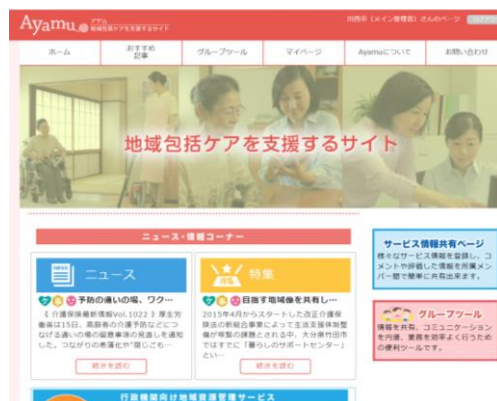 Ayamu アヤム 地域包括ケアを支援するサイト
川西市（メイン管理者）さんのページ
ホーム
おすすめ
記事
グループツール
マイページ
Ayamuについて
お問い合わせ
地域包括ケアを支援するサイト
ニュース・情報コーナー
NEWS
ニュース
予防の通いの場、ワク…
《 介護保険最新情報Vol.1022 》厚生労
働省は15日、高齢者の介護予防などにつ
なげる通いの場の留意事項の見直しを通知
した。つながりの希薄化や“閉じこも…
続きを読む
特集
目指す地域像を共有し…
2015年4月からスタートした改正介護保
険法の新総合事業によって生活支援体制整
備が喫緊の課題とされる中、大分県竹田市
ではすでに「暮らしのサポートセンター」
とい…
続きを読む
サービス情報共有ページ
様々なサービス情報を登録し、コ
メントや評価した情報を所属メン
バー間で簡単に共有出来ます。
グループツール
情報を共有、コミュニケーション
を円滑、業務を効率よく行うため
の便利ツールです。
行政機関向け地域資源管理サービス